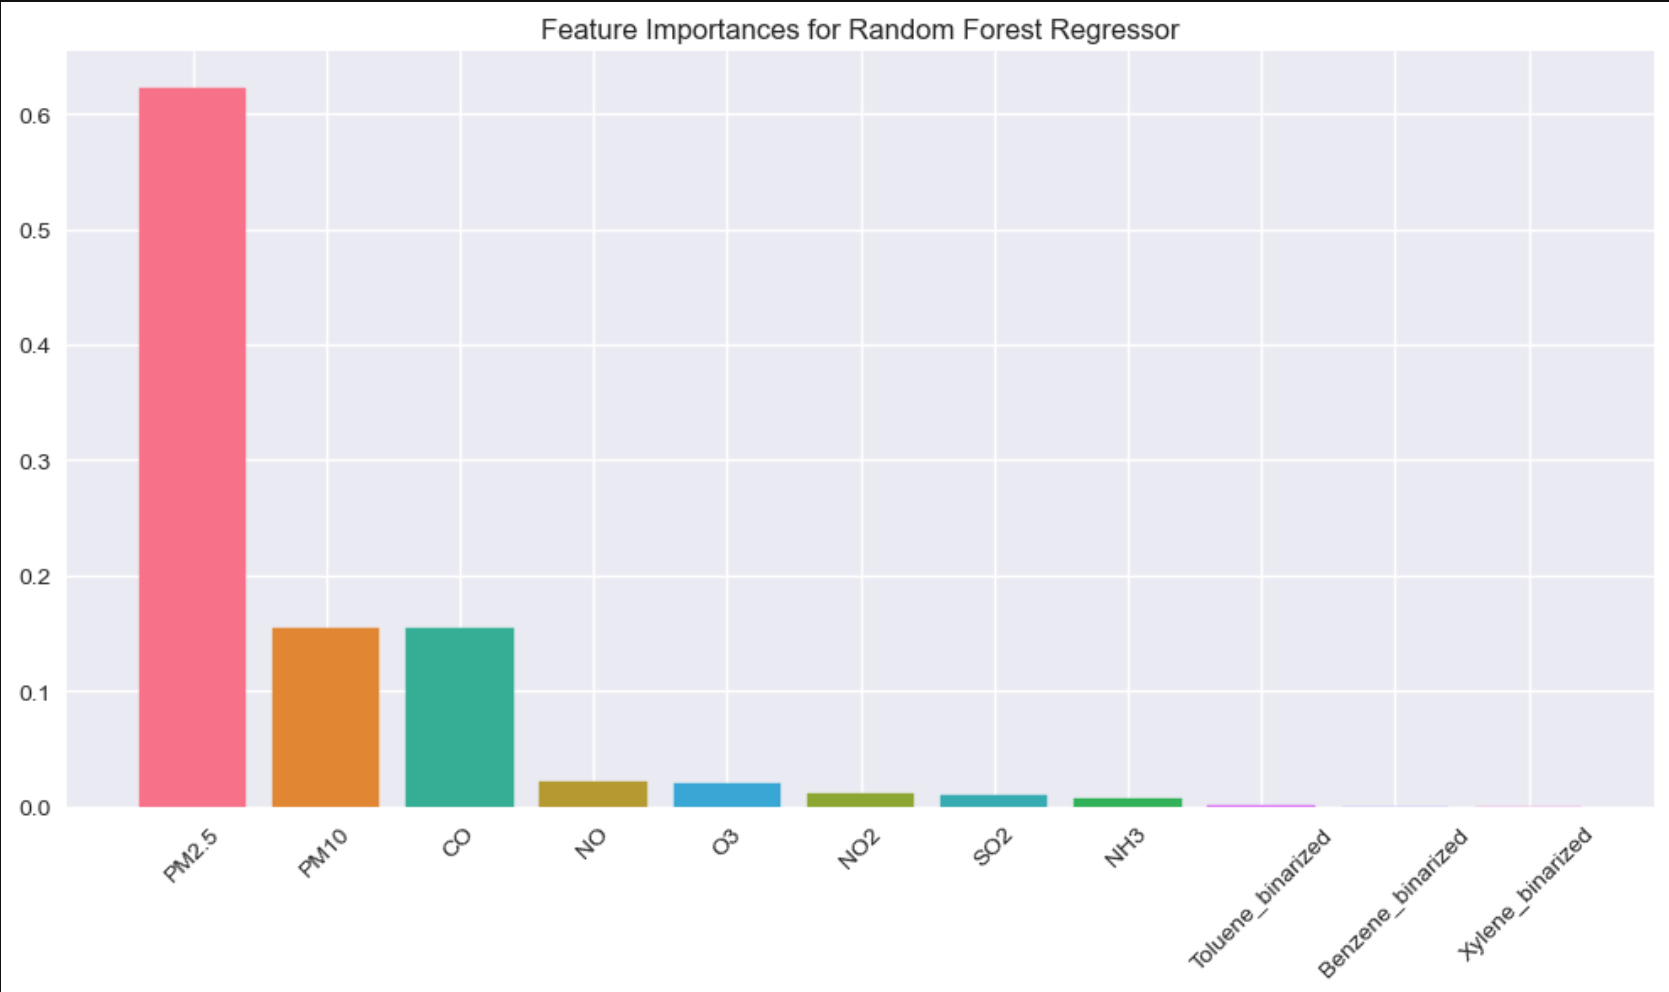 Feature Importances for Random Forest Regressor
0.6
0.5
0.4
0.3
0.2
0.1
0.0
PM2.5
PM10
CO
NO
O3
NO2
SO2
NH3
Toluene_binarized
Benzene_binarized
Xylene_binarized